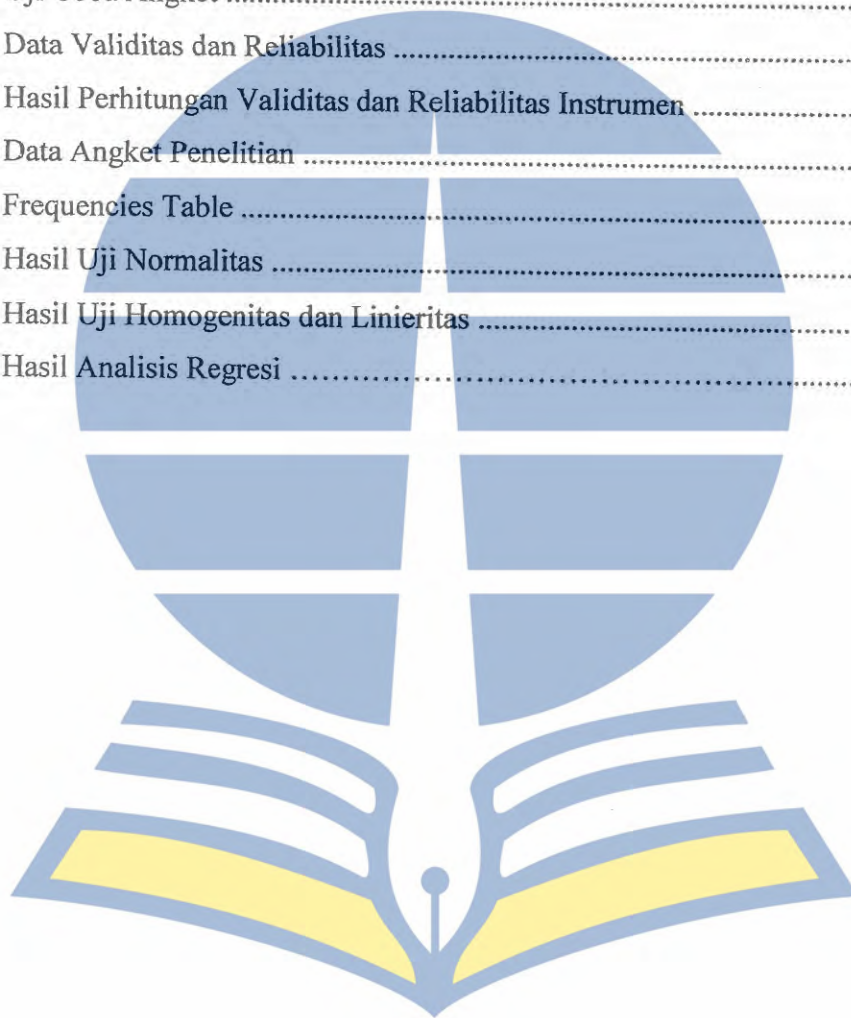 Angket ........................................................
Data Validitas dan Reliabilitas ........................................................
Hasil Perhitungan Validitas dan Reliabilitas Instrumen ........................................................
Data Angket Penelitian ........................................................
Frequencies Table ........................................................
Hasil Uji Normalitas ........................................................
Hasil Uji Homogenitas dan Linieritas ........................................................
Hasil Analisis Regresi ........................................................